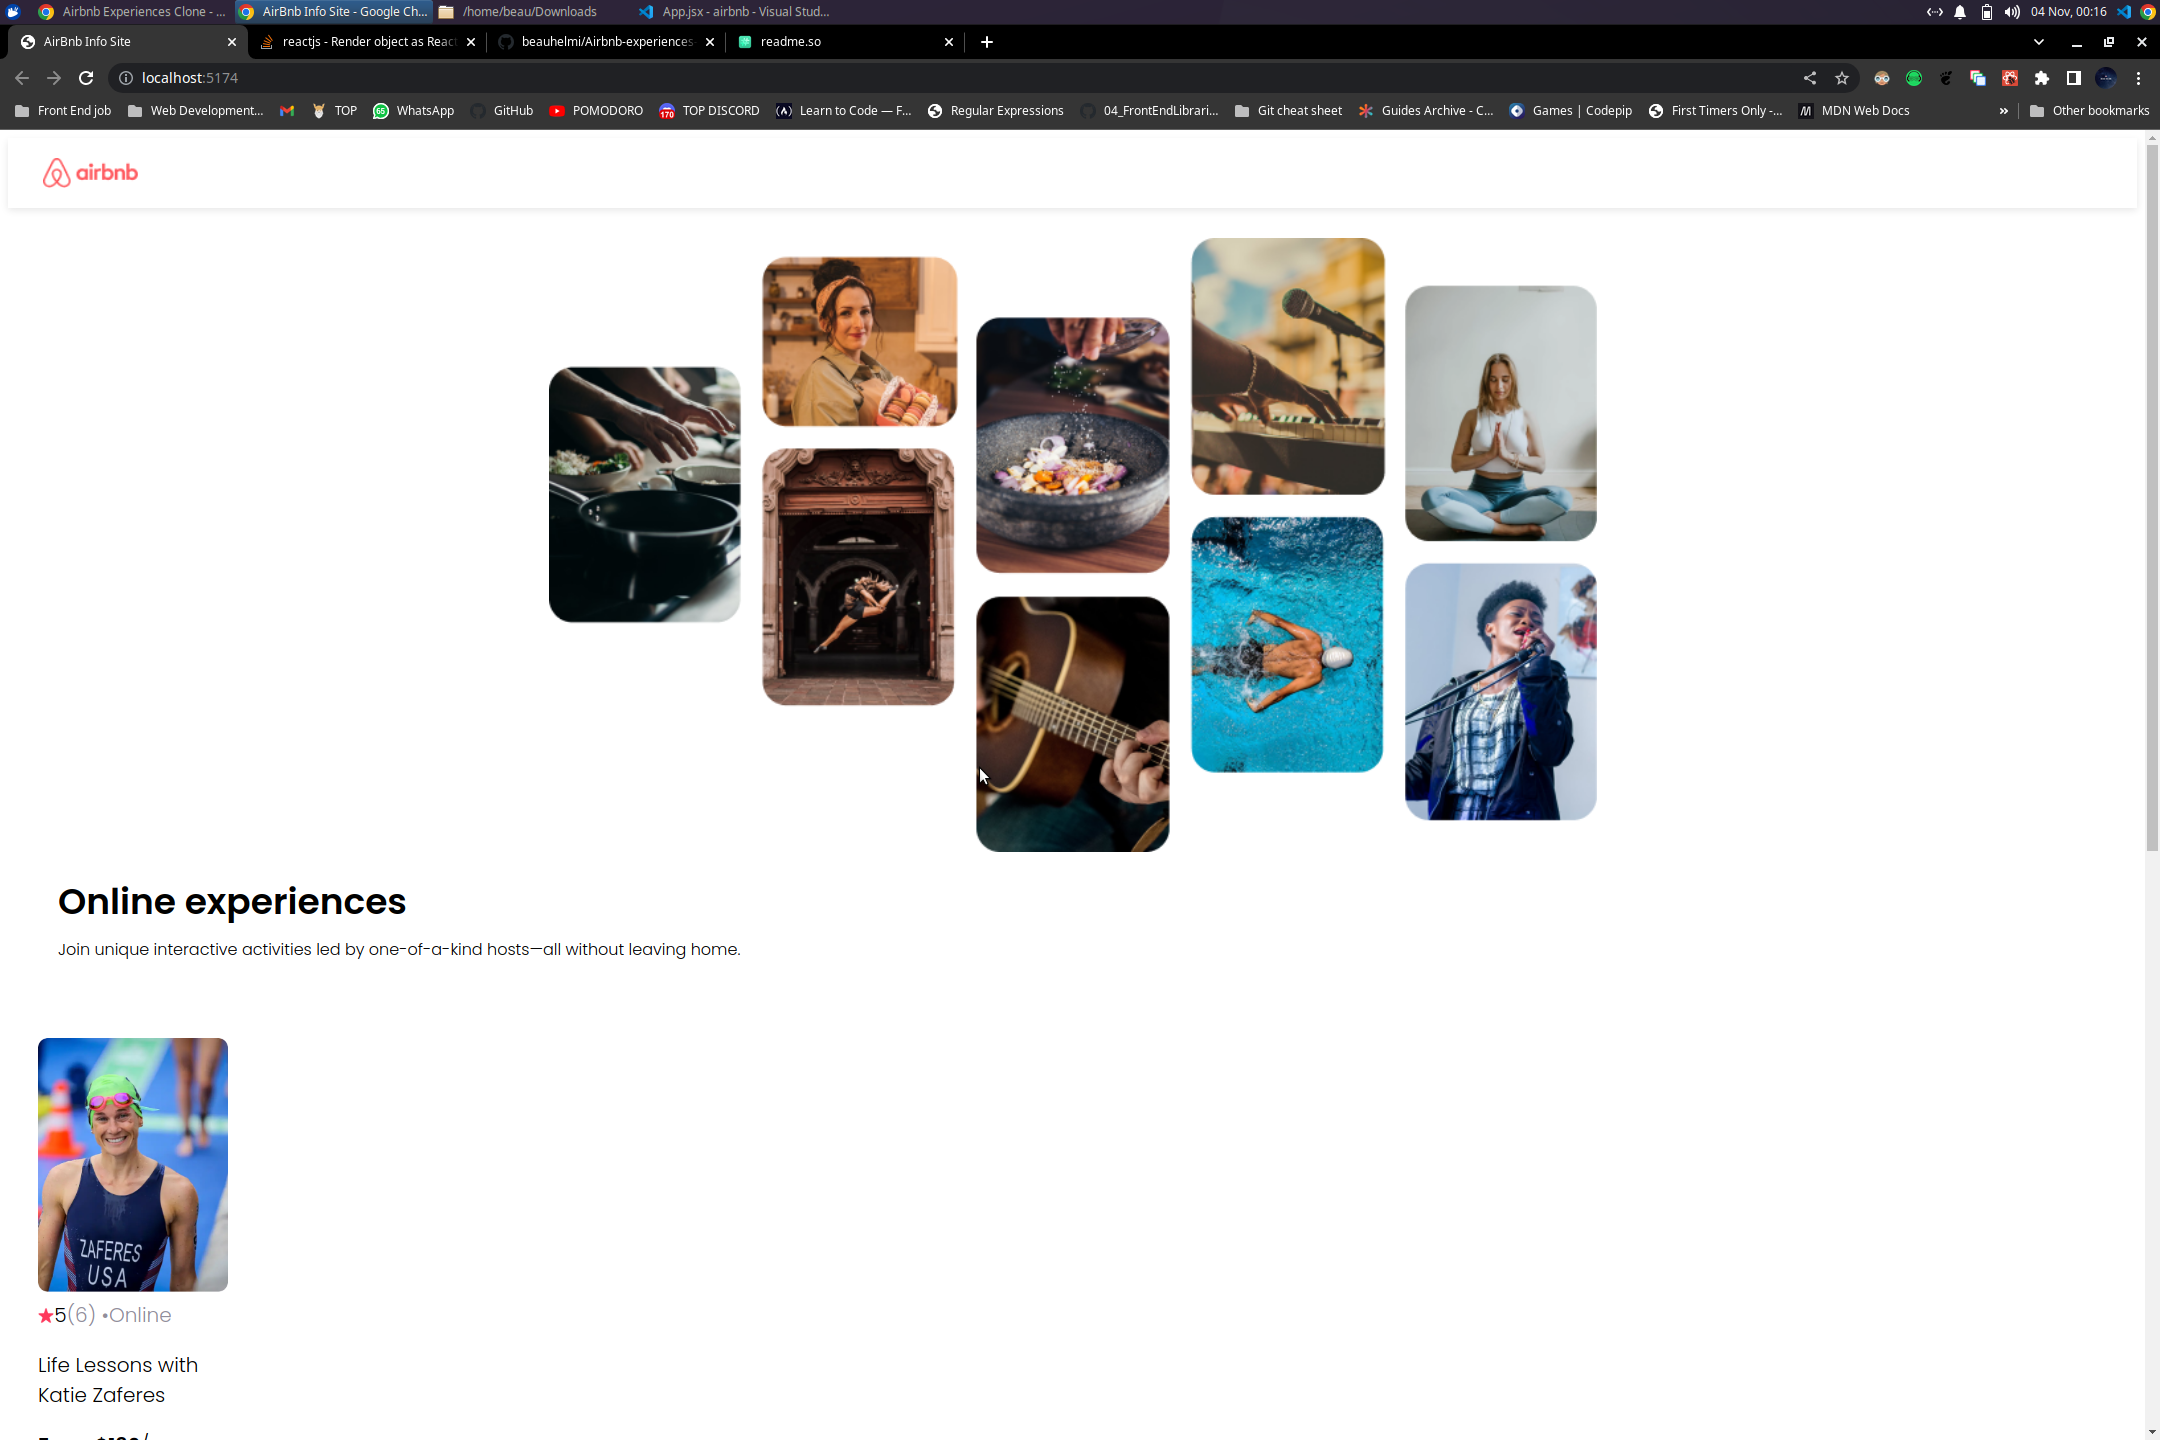 Airbnb Experiences Clone - ...
AirBnb Info Site - Google Ch...
/home/beau/Downloads
App.jsx - airbnb - Visual Stud...
04 Nov, 00:16
AirBnb Info Site
reactjs - Render object as React
beauhelmi/Airbnb-experiences
readme.so
localhost:5174
Front End job
Web Development...
TOP
WhatsApp
GitHub
POMODORO
170
TOP DISCORD
Learn to Code — F...
Regular Expressions
04_FrontEndLibrari...
Git cheat sheet
Guides Archive - C...
Games | Codepip
First Timers Only -...
MDN Web Docs
»
Other bookmarks
airbnb
Online experiences
Join unique interactive activities led by one-of-a-kind hosts—all without leaving home.
ZAFERES
USA
5(6) •Online
Life Lessons with
Katie Zaferes